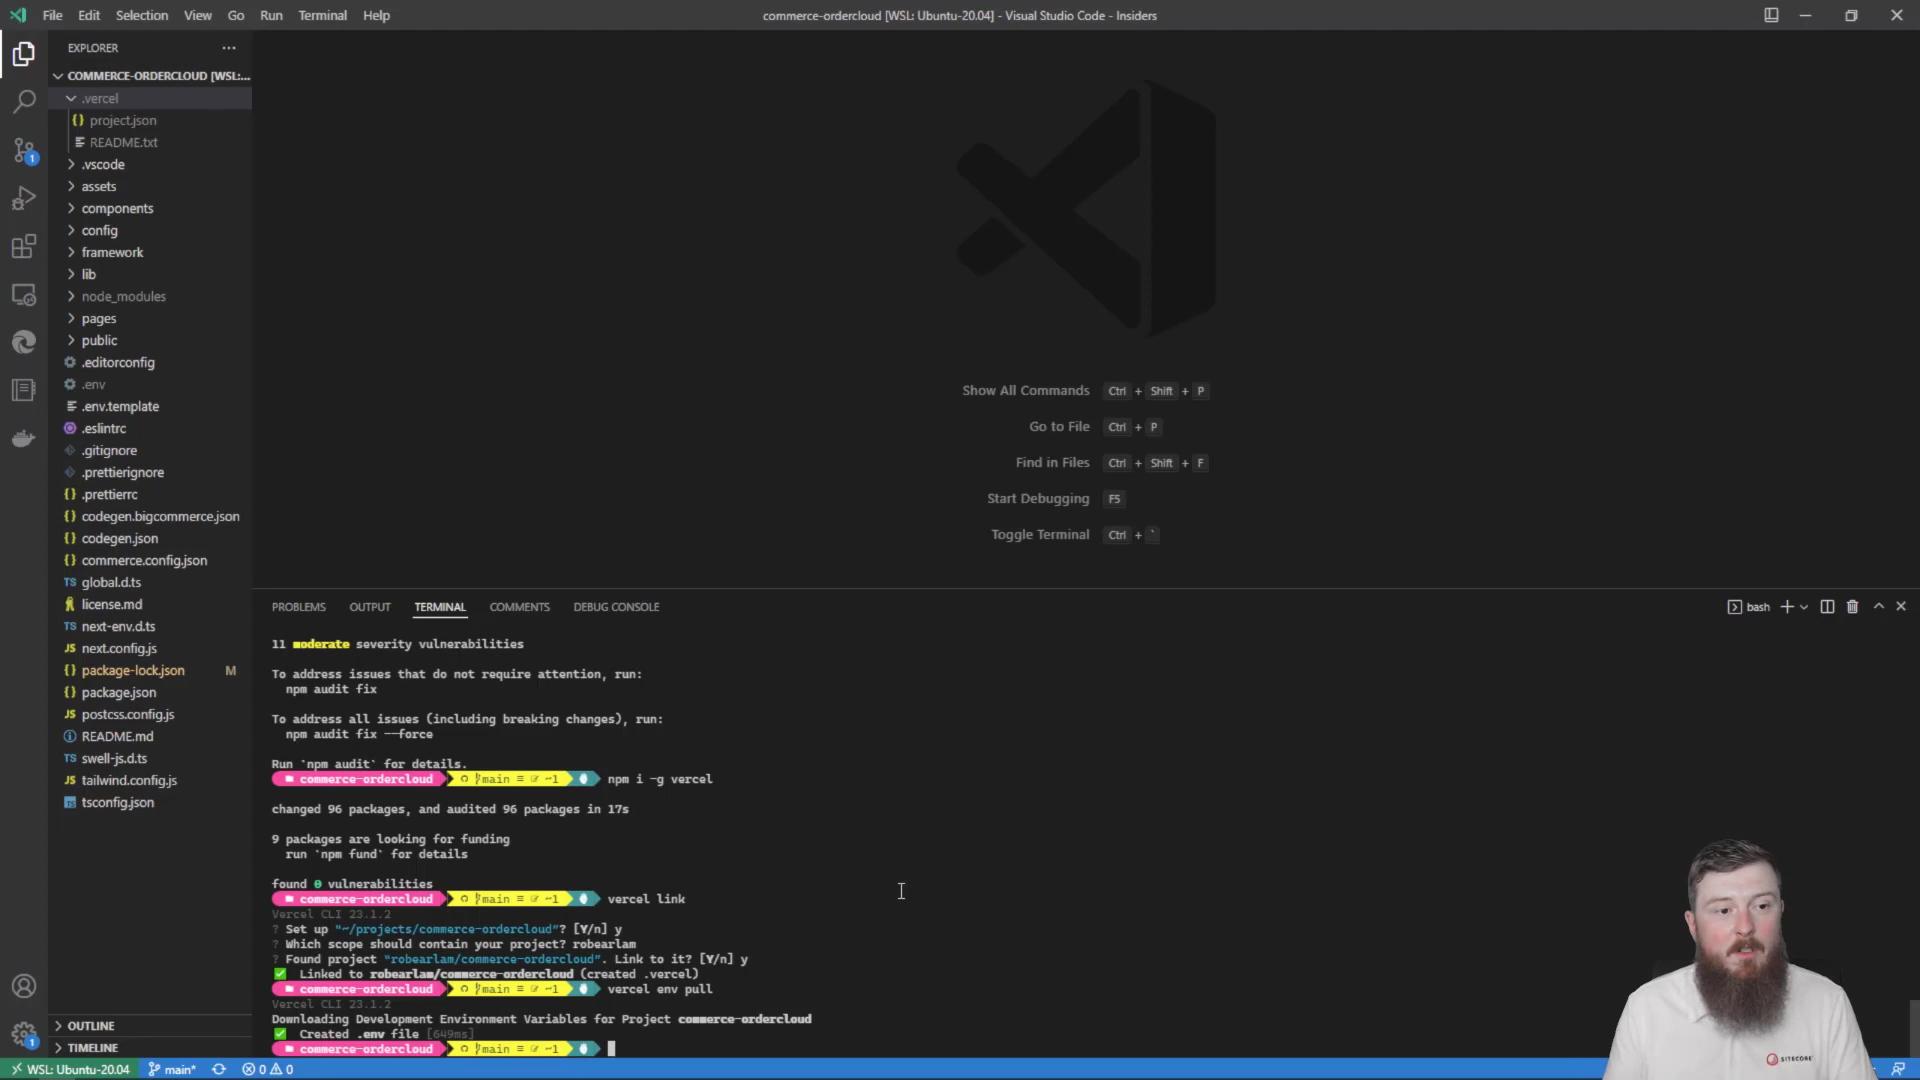 File Edit Selection View Go Run Terminal Help
commerce-ordercloud [WSL: Ubuntu-20.04] - Visual Studio Code - Insiders
EXPLORER
COMMERCE-ORDERCLOUD [WSL:...
.vercel
project.json
README.txt
.vscode
assets
components
config
framework
lib
node_modules
pages
public
.editorconfig
.env
.env.template
.eslintrc
.gitignore
.prettierignore
.prettierrc
codegen.bigcommerce.json
codegen.json
commerce.config.json
global.d.ts
license.md
next-env.d.ts
next.config.js
package-lock.json M
package.json
postcss.config.js
README.md
swell-js.d.ts
tailwind.config.js
tsconfig.json
OUTLINE
TIMELINE
Show All Commands Ctrl + Shift + P
Go to File Ctrl + P
Find in Files Ctrl + Shift + F
Start Debugging F5
Toggle Terminal Ctrl + `
PROBLEMS OUTPUT TERMINAL COMMENTS DEBUG CONSOLE
bash
11 moderate severity vulnerabilities
To address issues that do not require attention, run:
npm audit fix
To address all issues (including breaking changes), run:
npm audit fix --force
Run `npm audit` for details.
commerce-ordercloud main ≡ ~1 npm i -g vercel
changed 96 packages, and audited 96 packages in 17s
9 packages are looking for funding
run `npm fund` for details
found 0 vulnerabilities
commerce-ordercloud main ≡ ~1 vercel link
Vercel CLI 23.1.2
? Set up "~/projects/commerce-ordercloud"? [Y/n] y
? Which scope should contain your project? robearlam
? Found project "robearlam/commerce-ordercloud". Link to it? [Y/n] y
✅ Linked to robearlam/commerce-ordercloud (created .vercel)
commerce-ordercloud main ≡ ~1 vercel env pull
Vercel CLI 23.1.2
Downloading Development Environment Variables for Project commerce-ordercloud
✅ Created .env file [649ms]
commerce-ordercloud main ≡ ~1
SITECORE
WSL: Ubuntu-20.04 main* 0 0